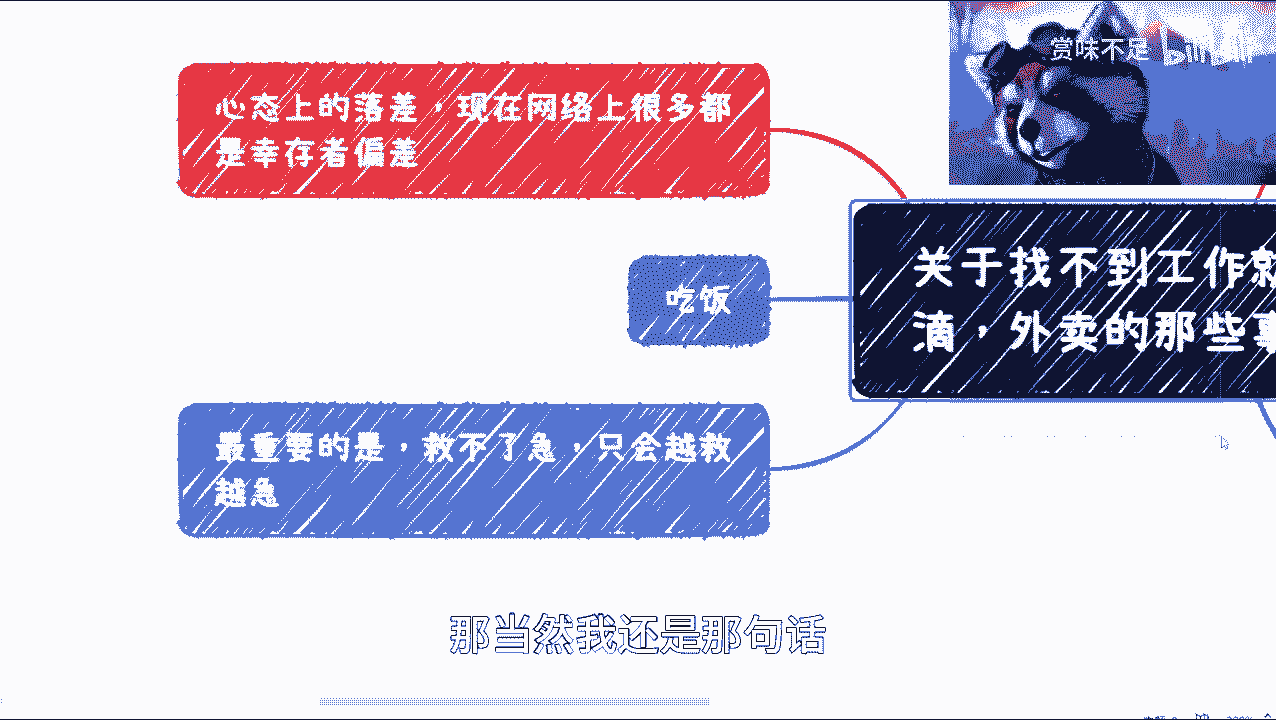 赏味不足 bilibili
心态上的落差，现在网络上很多都
是幸存者偏差
关于找不到工作就
滴，外卖的那些事
吃饭
最重要的是，救不了急，只会越救
越急
那当然我还是那句话